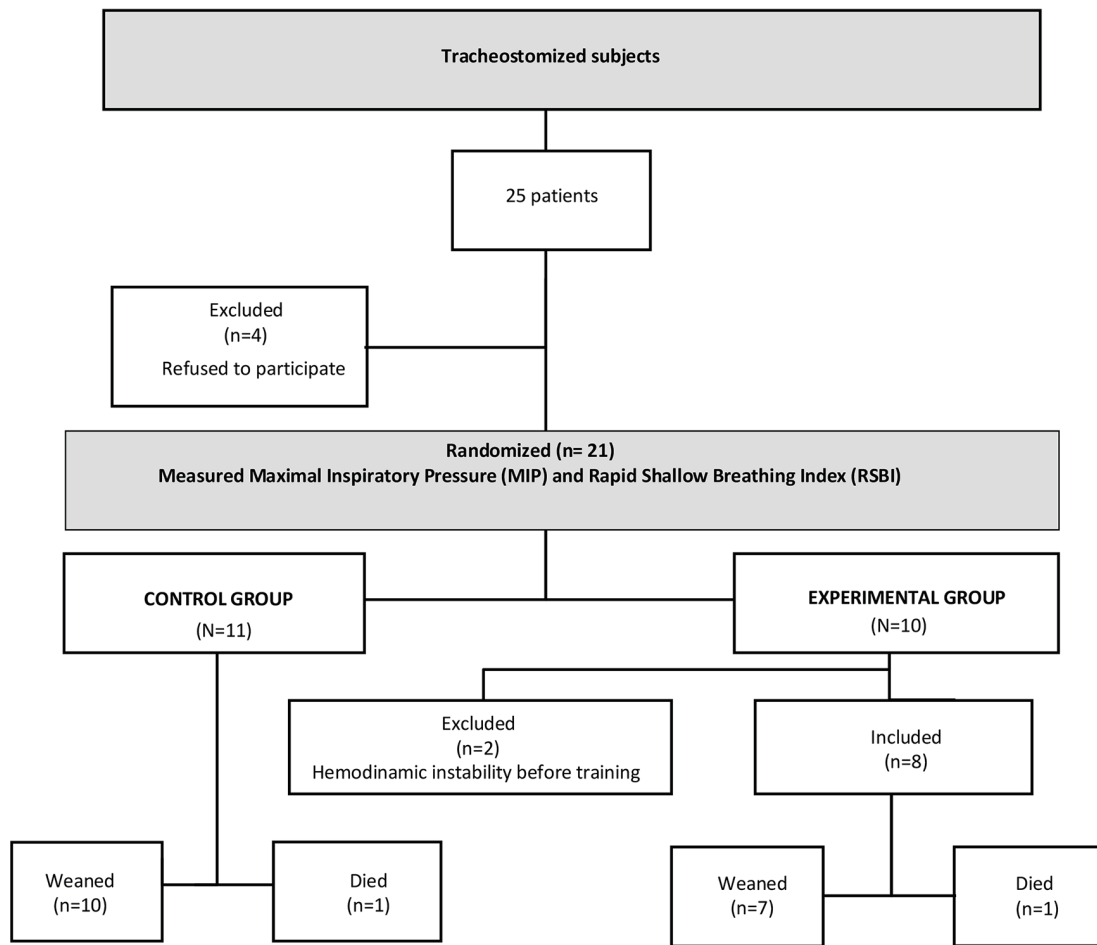 Tracheostomized subjects
25 patients
Excluded
(n=4)
Refused to participate
Randomized (n= 21)
Measured Maximal Inspiratory Pressure (MIP) and Rapid Shallow Breathing Index (RSBI)
CONTROL GROUP
(N=11)
EXPERIMENTAL GROUP
(N=10)
Excluded
(n=2)
Hemodinamic instability before training
Included
(n=8)
Weaned
(n=10)
Died
(n=1)
Weaned
(n=7)
Died
(n=1)